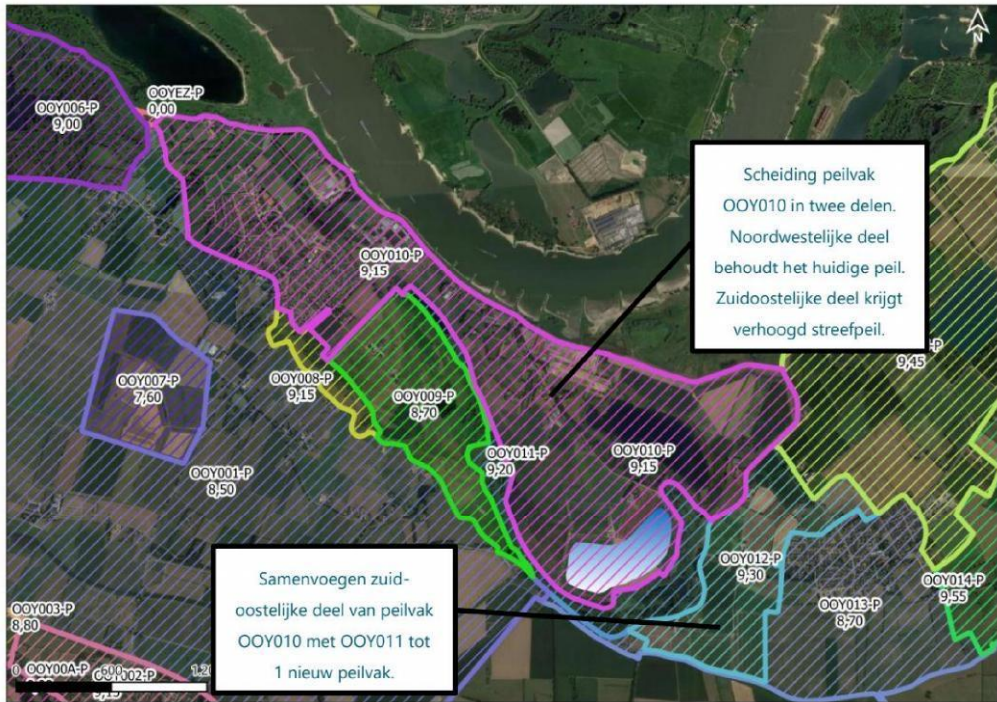 N
OOY006-P
9,00
OOYEZ-P
0,00
OOY010-P
9,15
Scheiding peilvak
OOY010 in twee delen.
Noordwestelijke deel
behoudt het huidige peil.
Zuidoostelijke deel krijgt
verhoogd streefpeil.
9,45
OOY007-P
7,60
OOY008-P
9,15
OOY009-P
8,70
OOY011-P
9,20
OOY010-P
9,15
OOY001-P
8,50
OOY012-P
9,30
OOY013-P
8,70
OOY014-P
9,55
Samenvoegen zuid-
oostelijke deel van peilvak
OOY010 met OOY011 tot
1 nieuw peilvak.
OOY003-P
8,80
OOY00A-P
OOY002-P
0 600